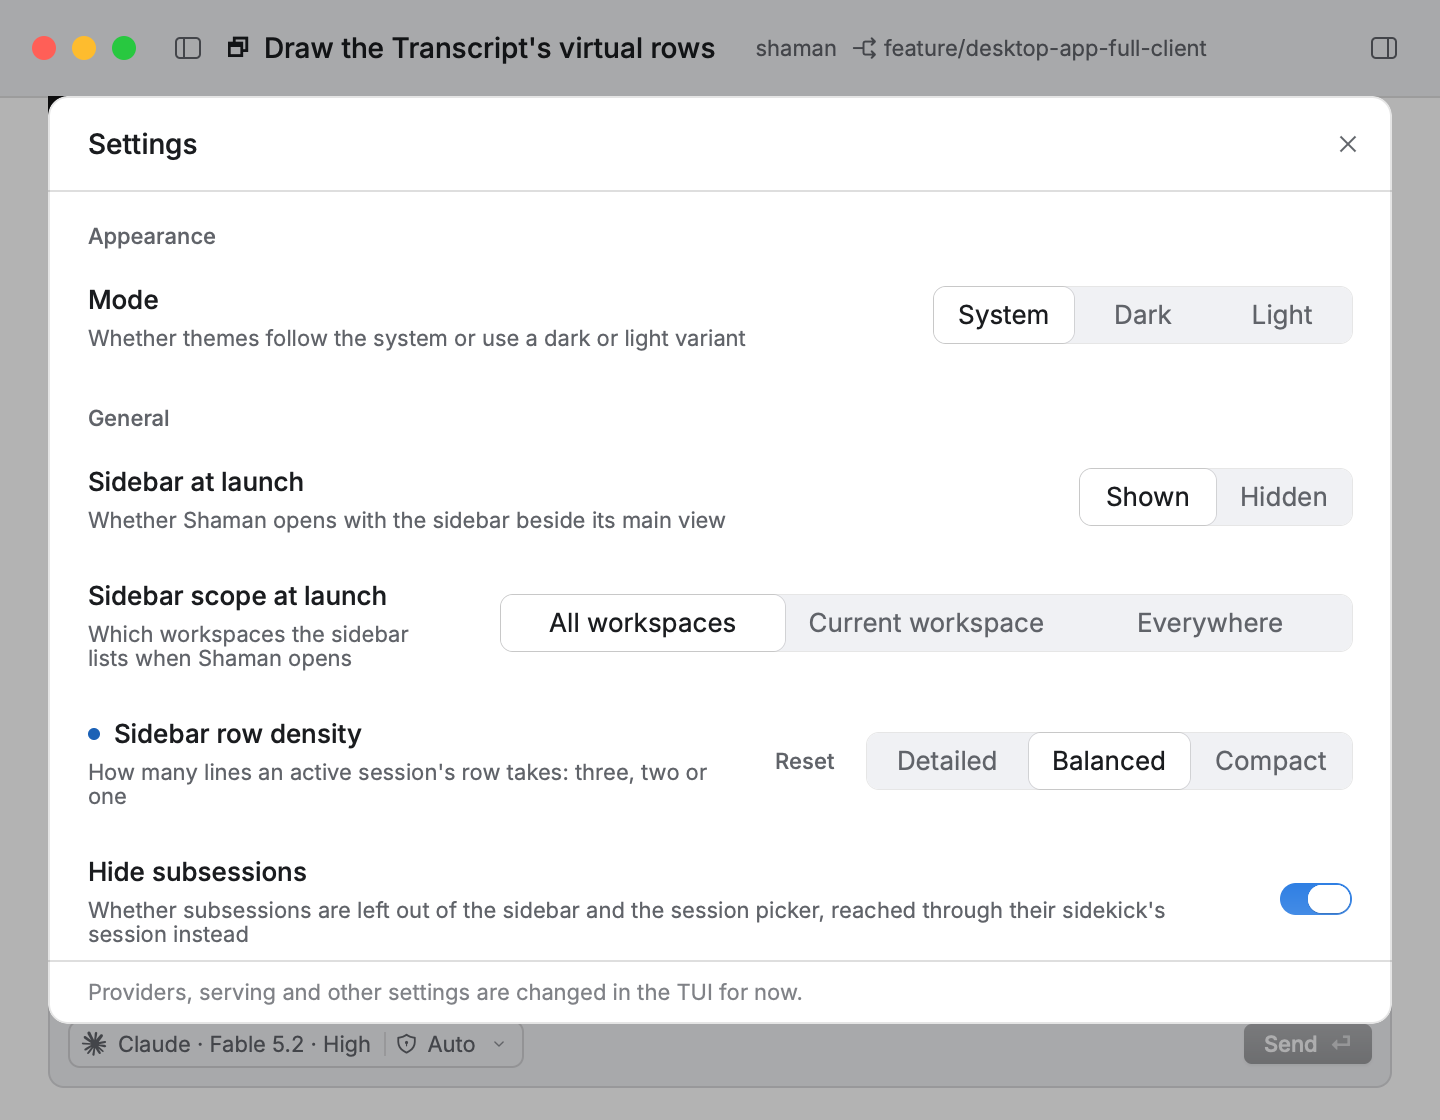 Draw the Transcript's virtual rows shaman feature/desktop-app-full-client
Settings
Appearance
Mode
Whether themes follow the system or use a dark or light variant
System Dark Light
General
Sidebar at launch
Whether Shaman opens with the sidebar beside its main view
Shown Hidden
Sidebar scope at launch
Which workspaces the sidebar
lists when Shaman opens
All workspaces Current workspace Everywhere
Sidebar row density
How many lines an active session's row takes: three, two or
one
Reset Detailed Balanced Compact
Hide subsessions
Whether subsessions are left out of the sidebar and the session picker, reached through their sidekick's
session instead
Providers, serving and other settings are changed in the TUI for now.
Claude · Fable 5.2 · High Auto Send